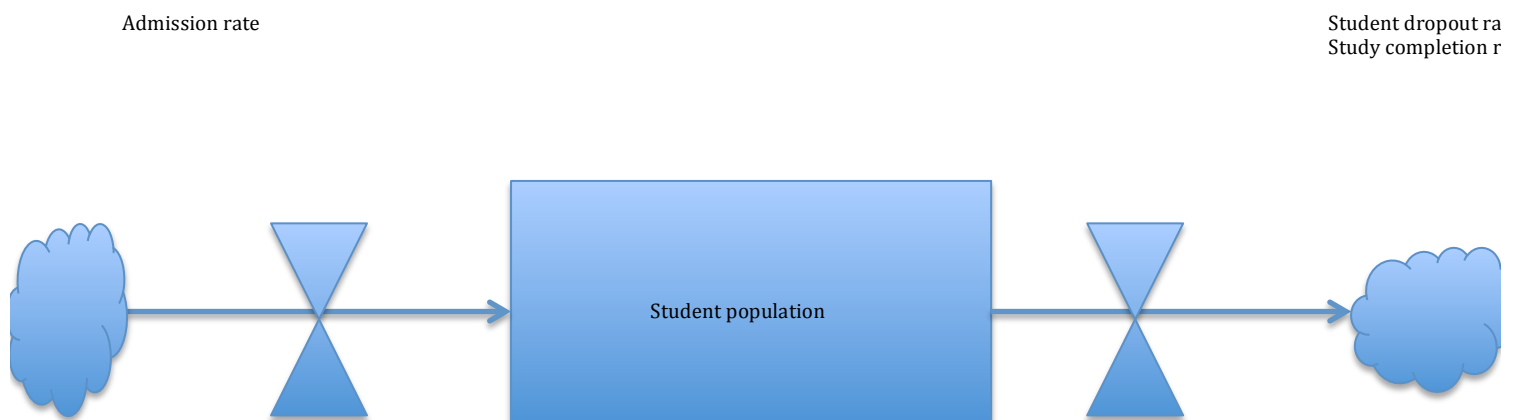 Admission rate
Student dropout ra
Study completion r
Student population